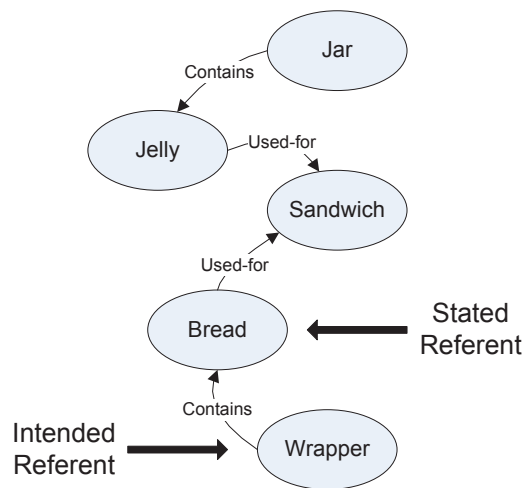 Jar
Contains
Jelly
Used-for
Sandwich
Used-for
Bread
Stated
Referent
Contains
Intended
Referent
Wrapper